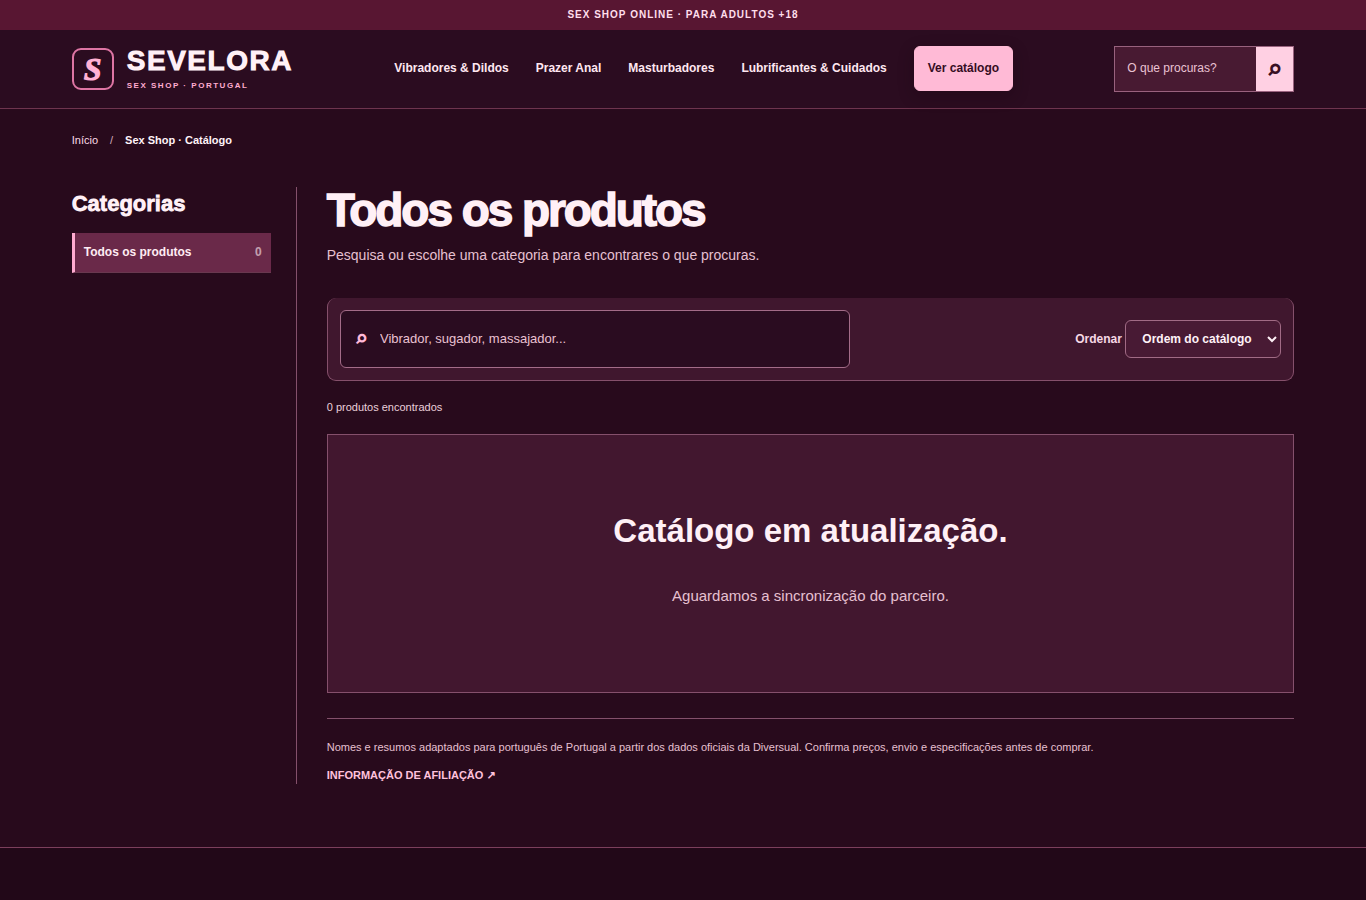 SEX SHOP ONLINE · PARA ADULTOS +18
S SEVELORA
SEX SHOP · PORTUGAL
Vibradores & Dildos Prazer Anal Masturbadores Lubrificantes & Cuidados Ver catálogo O que procuras?
Início / Sex Shop · Catálogo
Categorias
Todos os produtos 0
Todos os produtos
Pesquisa ou escolhe uma categoria para encontrares o que procuras.
Vibrador, sugador, massajador... Ordenar Ordem do catálogo
0 produtos encontrados
Catálogo em atualização.
Aguardamos a sincronização do parceiro.
Nomes e resumos adaptados para português de Portugal a partir dos dados oficiais da Diversual. Confirma preços, envio e especificações antes de comprar.
INFORMAÇÃO DE AFILIAÇÃO ↗